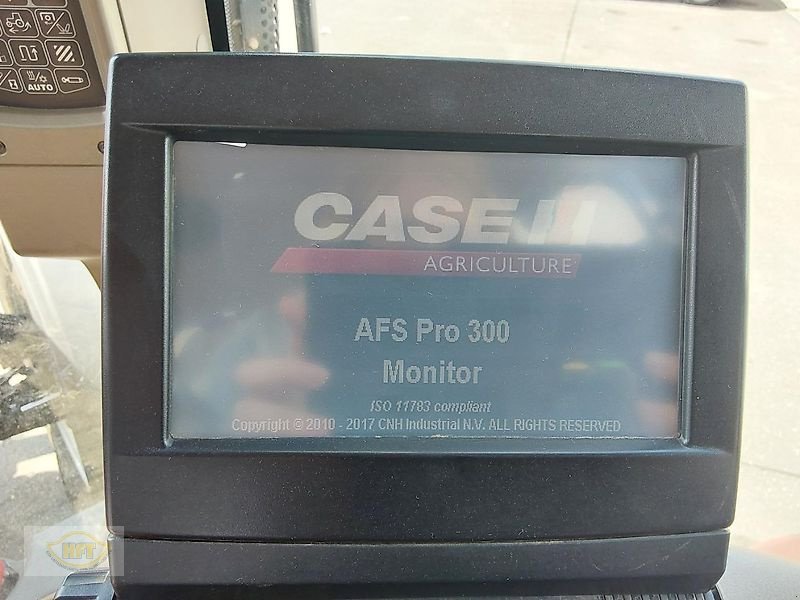 AUTO
CASE IH
AGRICULTURE
AFS Pro 300
Monitor
ISO 11783 compliant
Copyright © 2010 - 2017 CNH Industrial N.V. ALL RIGHTS RESERVED
HFT